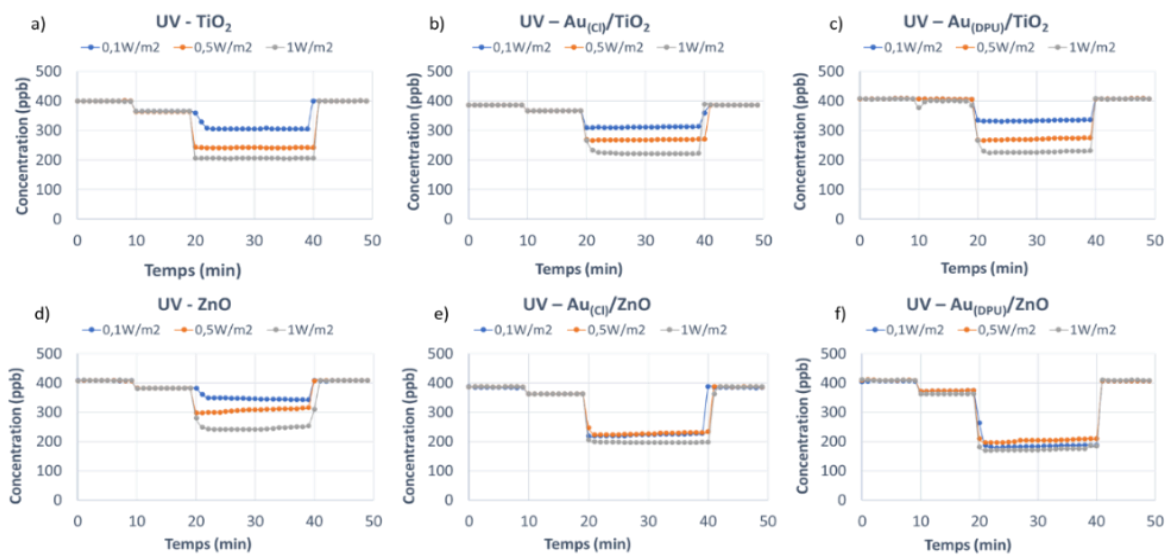 a) UV - TiO₂
0,1W/m2 0,5W/m2 1W/m2
Concentration (ppb)
500
400
300
200
100
0
0 10 20 30 40 50
Temps (min)
b) UV – Au(Cl)/TiO₂
0,1W/m2 0,5W/m2 1W/m2
Concentration (ppb)
500
400
300
200
100
0
0 10 20 30 40 50
Temps (min)
c) UV – Au(DPU)/TiO₂
0,1W/m2 0,5W/m2 1W/m2
Concentration (ppb)
500
400
300
200
100
0
0 10 20 30 40 50
Temps (min)
d) UV - ZnO
0,1W/m2 0,5W/m2 1W/m2
Concentration (ppb)
500
400
300
200
100
0
0 10 20 30 40 50
Temps (min)
e) UV – Au(Cl)/ZnO
0,1W/m2 0,5W/m2 1W/m2
Concentration (ppb)
500
400
300
200
100
0
0 10 20 30 40 50
Temps (min)
f) UV – Au(DPU)/ZnO
0,1W/m2 0,5W/m2 1W/m2
Concentration (ppb)
500
400
300
200
100
0
0 10 20 30 40 50
Temps (min)